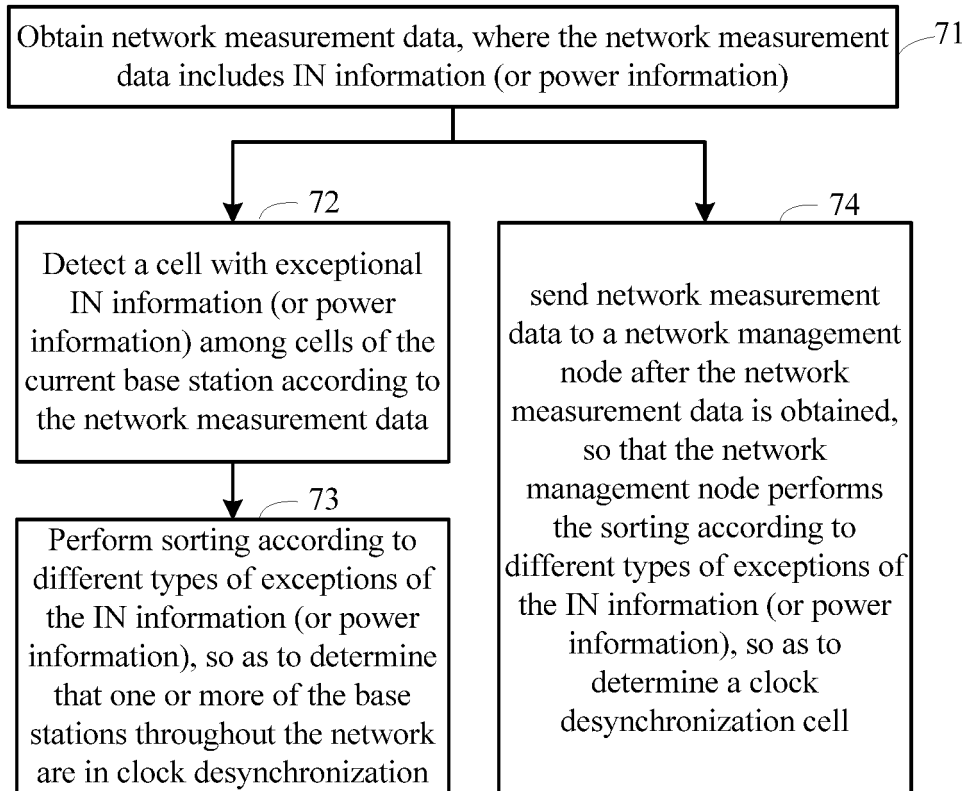 Obtain network measurement data, where the network measurement
data includes IN information (or power information)
71
72
Detect a cell with exceptional
IN information (or power
information) among cells of the
current base station according to
the network measurement data
73
Perform sorting according to
different types of exceptions of
the IN information (or power
information), so as to determine
that one or more of the base
stations throughout the network
are in clock desynchronization
74
send network measurement
data to a network management
node after the network
measurement data is obtained,
so that the network
management node performs
the sorting according to
different types of exceptions of
the IN information (or power
information), so as to
determine a clock
desynchronization cell